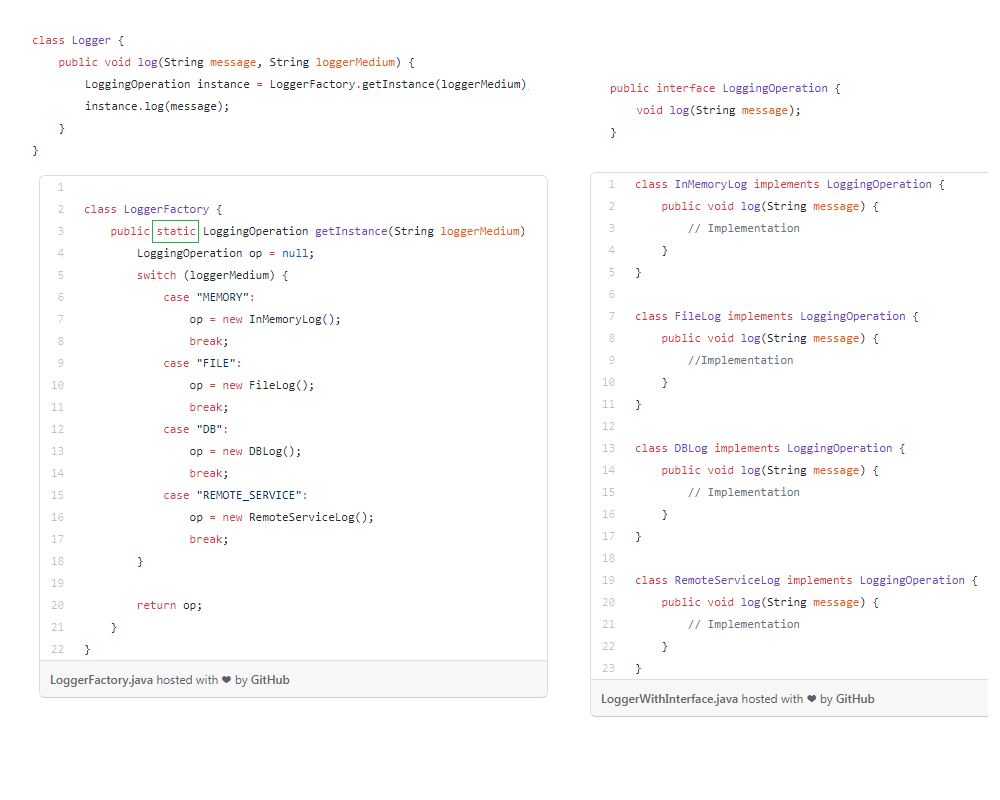 class Logger {
public void log(String message, String loggerMedium) {
LoggingOperation instance = LoggerFactory.getInstance(loggerMedium)
instance.log(message);
}
}
1
2 class LoggerFactory {
3 public static LoggingOperation getInstance(String loggerMedium)
4 LoggingOperation op = null;
5 switch (loggerMedium) {
6 case "MEMORY":
7 op = new InMemoryLog();
8 break;
9 case "FILE":
10 op = new FileLog();
11 break;
12 case "DB":
13 op = new DBLog();
14 break;
15 case "REMOTE_SERVICE":
16 op = new RemoteServiceLog();
17 break;
18 }
19
20 return op;
21 }
22 }
LoggerFactory.java hosted with ❤ by GitHub
public interface LoggingOperation {
void log(String message);
}
1 class InMemoryLog implements LoggingOperation {
2 public void log(String message) {
3 // Implementation
4 }
5 }
6
7 class FileLog implements LoggingOperation {
8 public void log(String message) {
9 //Implementation
10 }
11 }
12
13 class DBLog implements LoggingOperation {
14 public void log(String message) {
15 // Implementation
16 }
17 }
18
19 class RemoteServiceLog implements LoggingOperation {
20 public void log(String message) {
21 // Implementation
22 }
23 }
LoggerWithInterface.java hosted with ❤ by GitHub